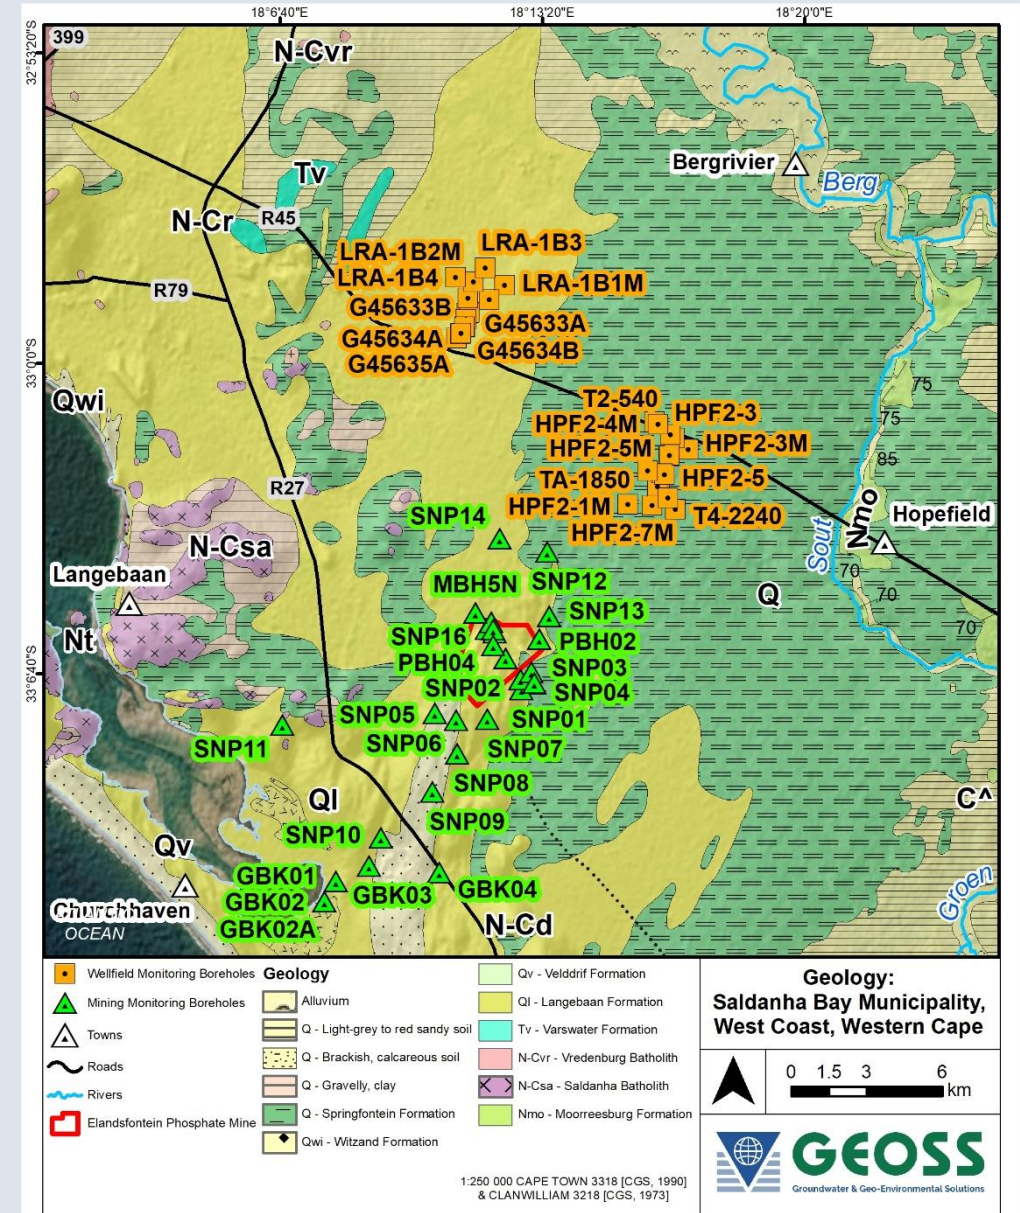 18°6'40"E
18°13'20"E
18°20'0"E
32°53'20"S
33°0'0"S
33°6'40"S
399
N-Cvr
Tv
Bergrivier
Berg
N-Cr
R45
LRA-1B2M
LRA-1B3
LRA-1B4
LRA-1B1M
R79
G45633B
G45633A
G45634A
G45634B
G45635A
Qwi
75
T2-540
HPF2-3
HPF2-4M
75
HPF2-5M
HPF2-3M
85
TA-1850
HPF2-5
R27
HPF2-1M
T4-2240
Nmo
Hopefield
SNP14
HPF2-7M
N-Csa
Sout
Langebaan
MBH5N
SNP12
70
Q
70
SNP13
Nt
SNP16
PBH02
70
PBH04
SNP03
SNP02
SNP04
SNP05
SNP01
SNP11
SNP06
SNP07
SNP08
Ql
C^
SNP09
SNP10
Qv
GBK01
GBK03
GBK04
GBK02
Groen
Churchhaven
GBK02A
N-Cd
OCEAN
Wellfield Monitoring Boreholes
Mining Monitoring Boreholes
Towns
Roads
Rivers
Elandsfontein Phosphate Mine
Geology
Alluvium
Q - Light-grey to red sandy soil
Q - Brackish, calcareous soil
Q - Gravelly, clay
Q - Springfontein Formation
Qwi - Witzand Formation
Qv - Velddrif Formation
Ql - Langebaan Formation
Tv - Varswater Formation
N-Cvr - Vredenburg Batholith
N-Csa - Saldanha Batholith
Nmo - Moorreesburg Formation
1:250 000 CAPE TOWN 3318 [CGS, 1990]
& CLANWILLIAM 3218 [CGS, 1973]
Geology:
Saldanha Bay Municipality,
West Coast, Western Cape
0 1.5 3 6
km
GEOSS
Groundwater & Geo-Environmental Solutions